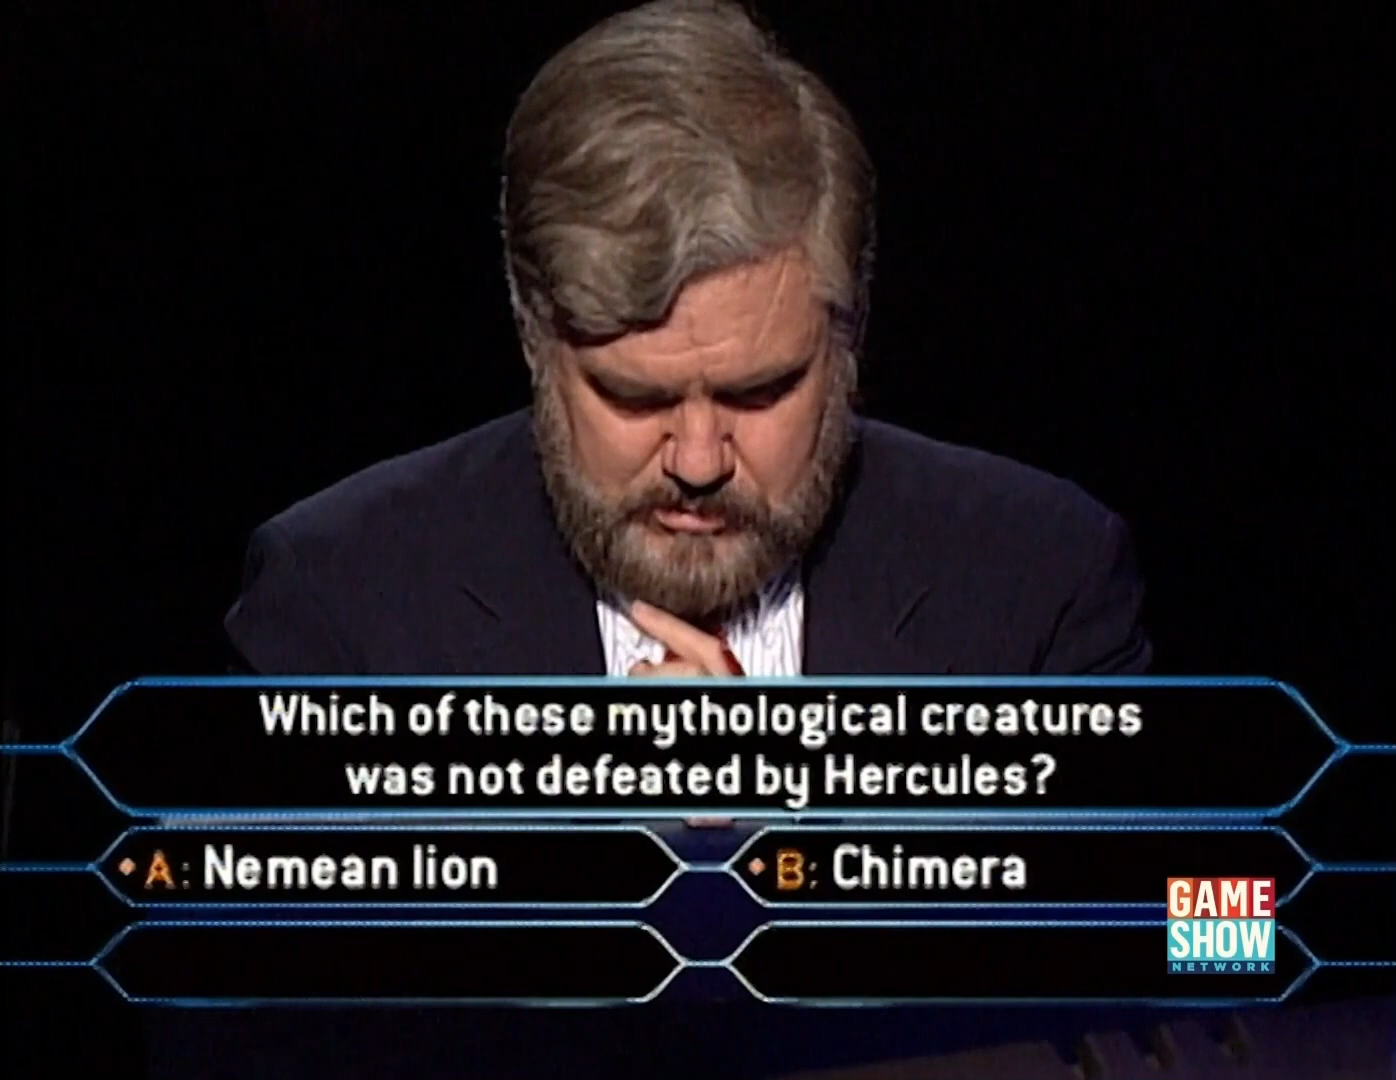 Which of these mythological creatures
was not defeated by Hercules?
A: Nemean lion
B: Chimera
GAME
SHOW
NETWORK